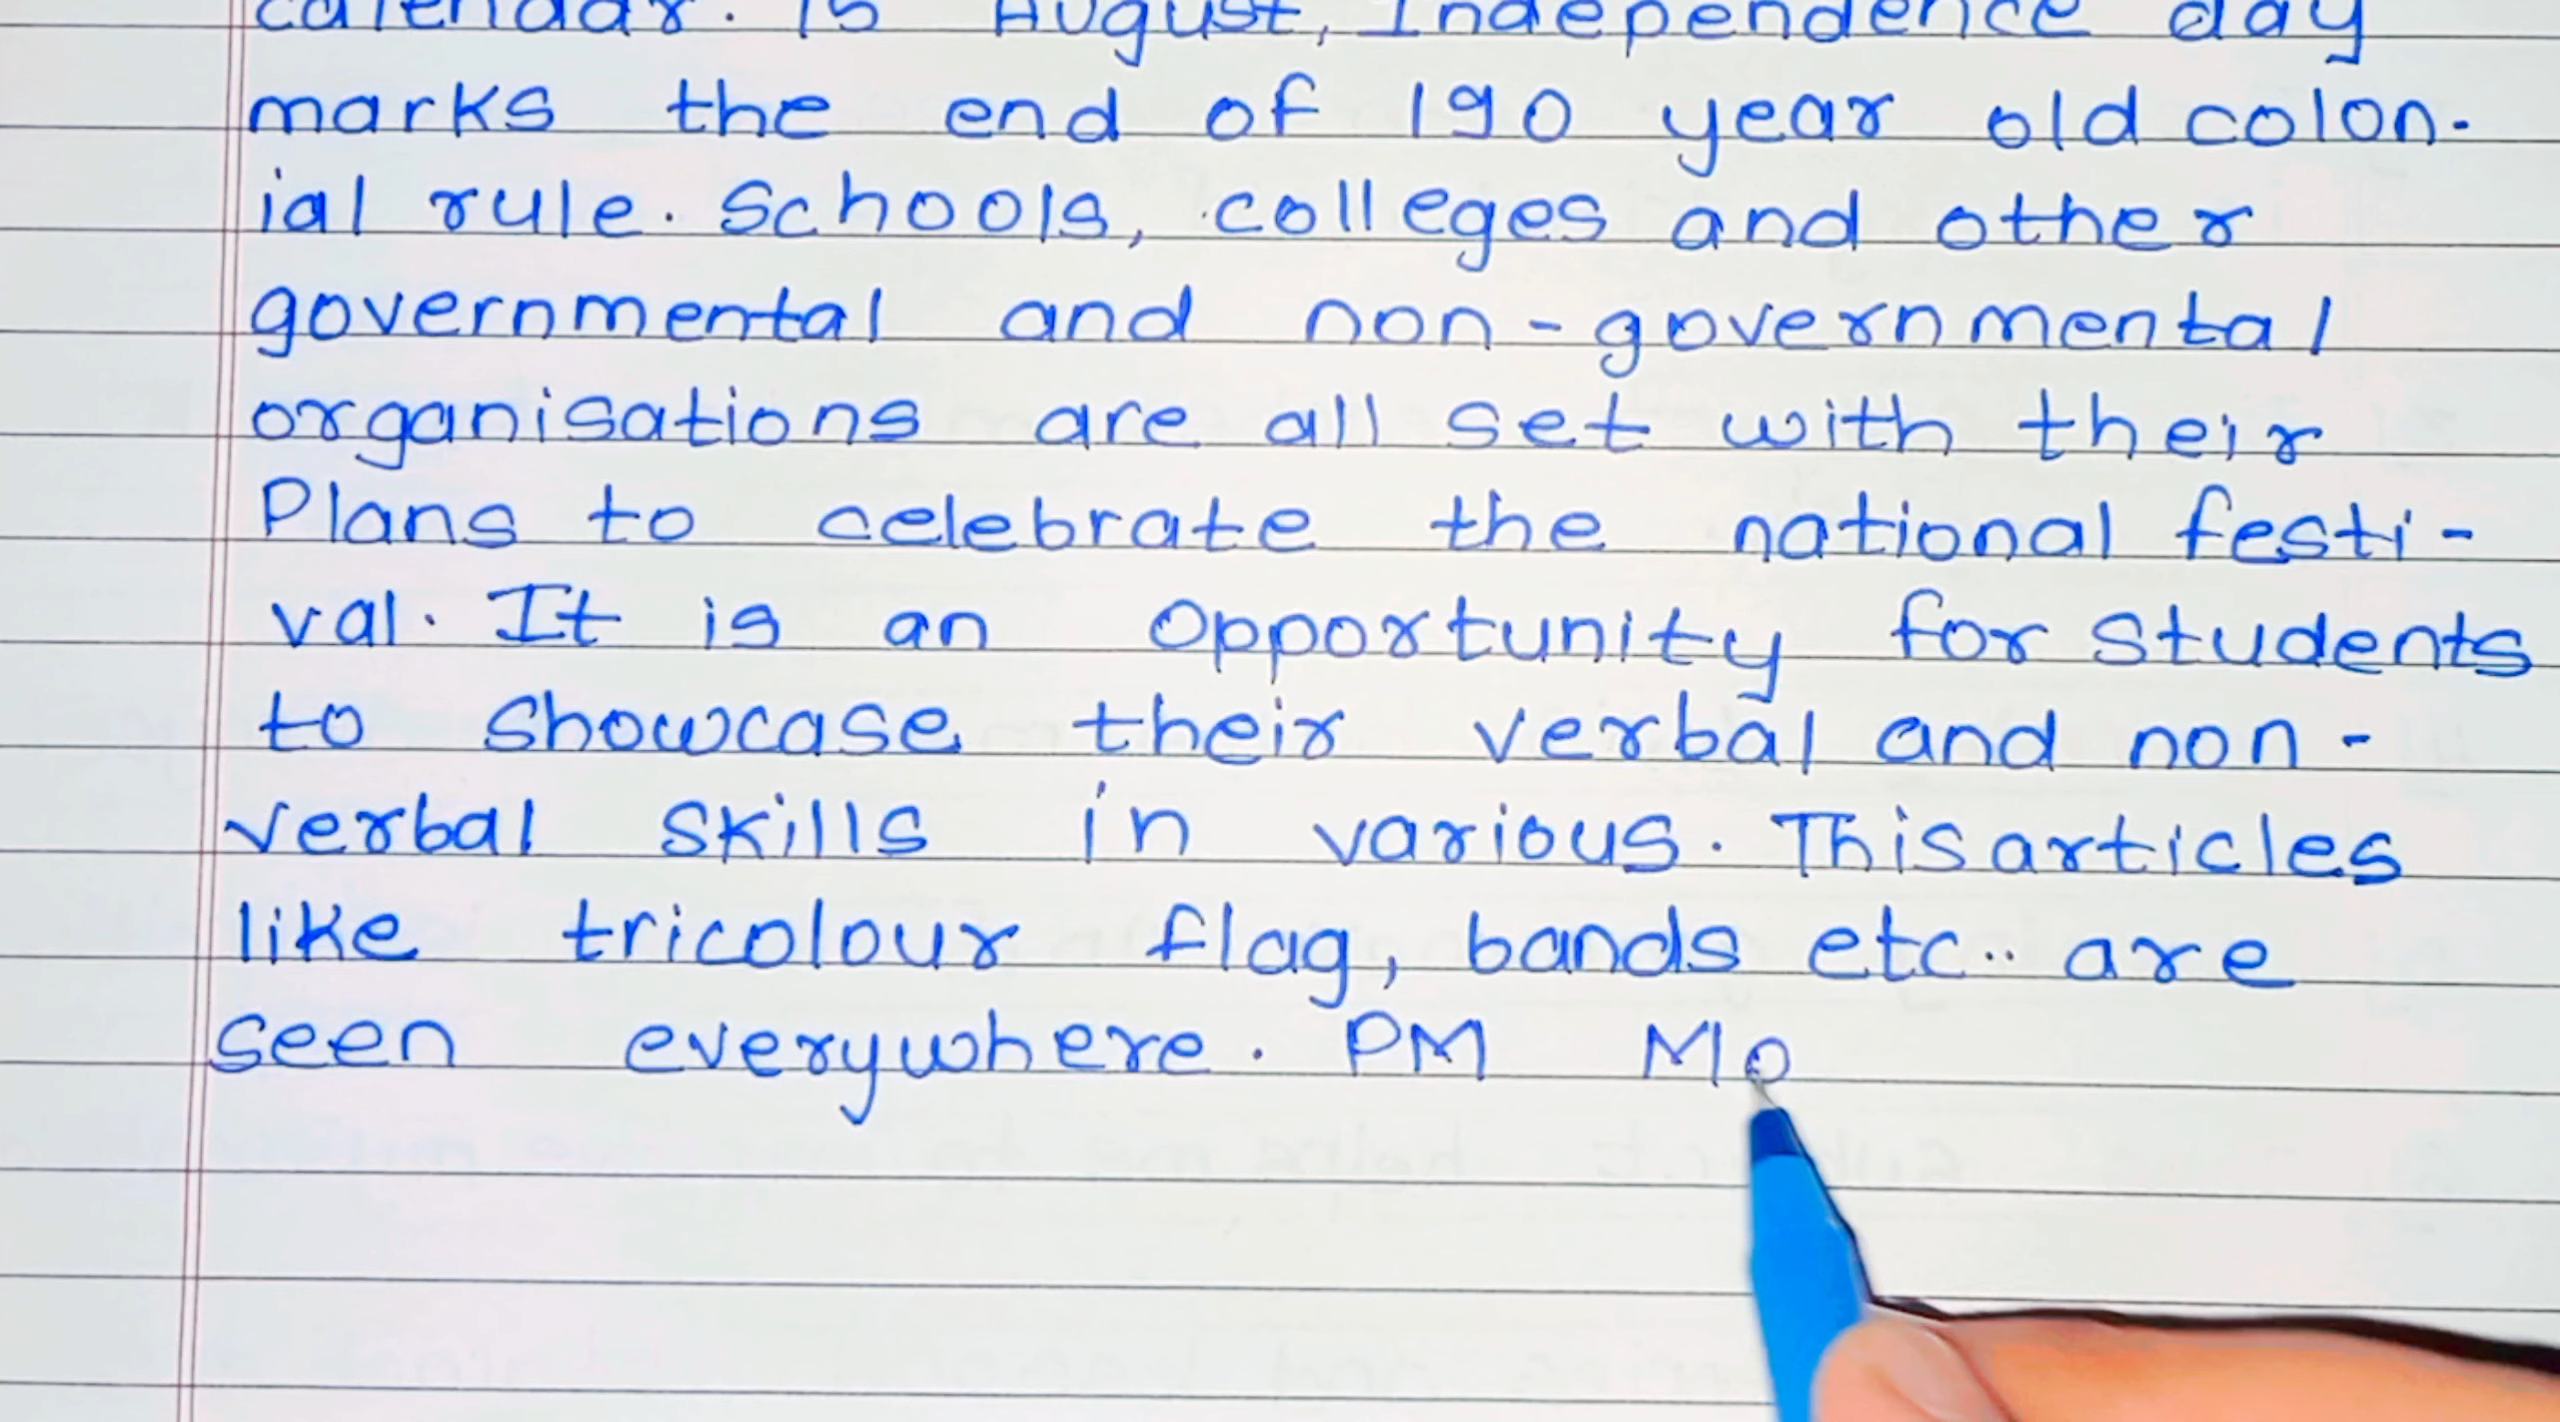 calendar. 15 August, Independence day
marks the end of 190 year old colon-
ial rule. Schools, colleges and other
governmental and non-governmental
organisations are all set with their
Plans to celebrate the national festi-
val. It is an opportunity for students
to showcase their verbal and non-
verbal skills in various. This articles
like tricolour flag, bands etc.. are
seen everywhere. PM Mo